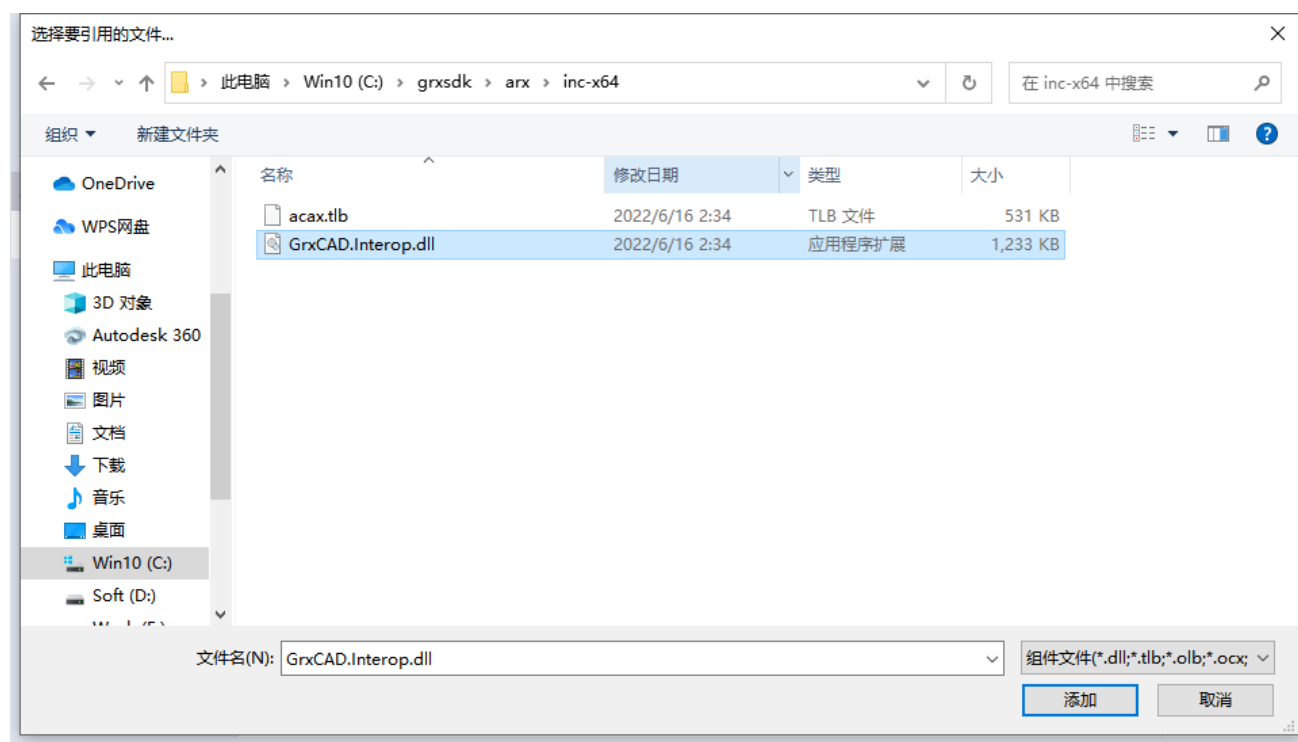 选择要引用的文件...
此电脑 › Win10 (C:) › grxsdk › arx › inc-x64
在 inc-x64 中搜索
组织 新建文件夹
名称 修改日期 类型 大小
OneDrive
WPS网盘
此电脑
3D 对象
Autodesk 360
视频
图片
文档
下载
音乐
桌面
Win10 (C:)
Soft (D:)
acax.tlb 2022/6/16 2:34 TLB 文件 531 KB
GrxCAD.Interop.dll 2022/6/16 2:34 应用程序扩展 1,233 KB
文件名(N): GrxCAD.Interop.dll
组件文件(*.dll;*.tlb;*.olb;*.ocx;
添加 取消